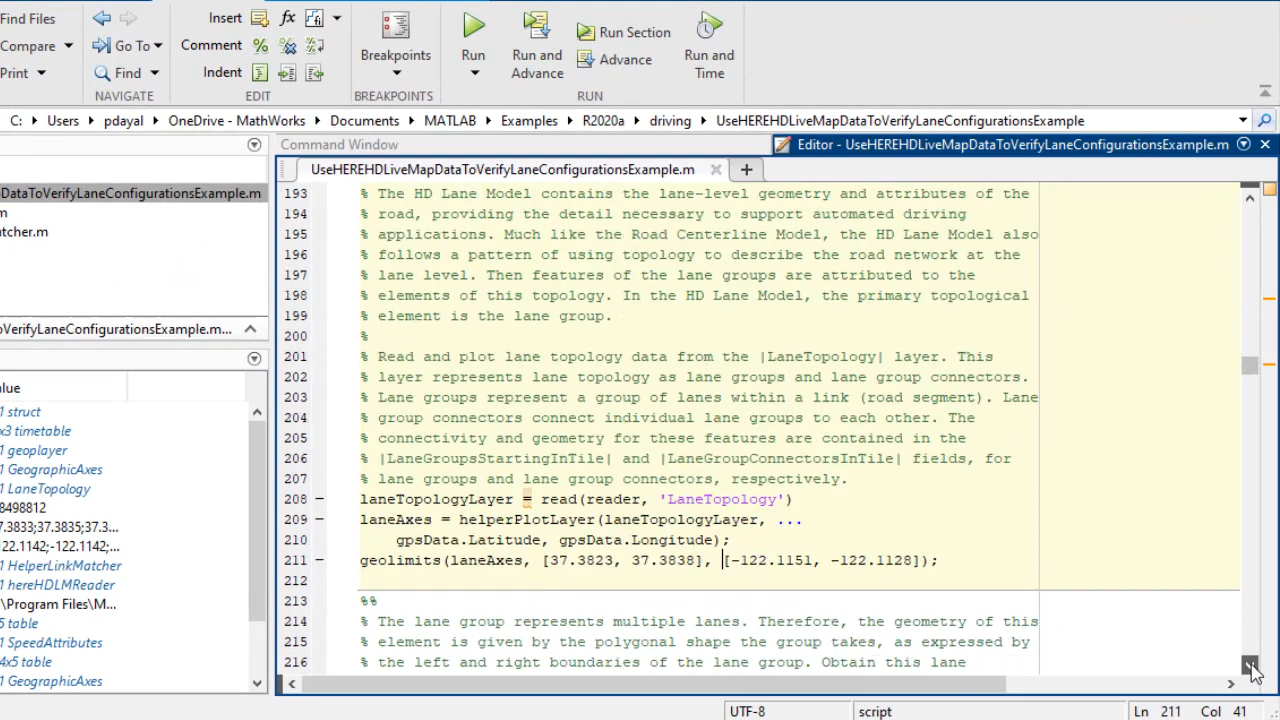 Find Files
Insert
fx
Compare
Go To
Comment
Breakpoints
Run
Run and
Advance
Run Section
Advance
Run and
Time
Print
Find
Indent
NAVIGATE
EDIT
BREAKPOINTS
RUN
C: Users pdayal OneDrive - MathWorks Documents MATLAB Examples R2020a driving UseHEREHDLiveMapDataToVerifyLaneConfigurationsExample
Command Window
Editor - UseHEREHDLiveMapDataToVerifyLaneConfigurationsExample.m
UseHEREHDLiveMapDataToVerifyLaneConfigurationsExample.m
DataToVerifyLaneConfigurationsExample.m
m
tcher.m
oVerifyLaneConfigurationsExample.m...
alue
1 struct
x3 timetable
1 geoplayer
1 GeographicAxes
1 LaneTopology
8498812
7.3833;37.3835;37.3...
122.1142;-122.1142;...
1 HelperLinkMatcher
1 hereHDLMReader
:\Program Files\M...
5 table
1 SpeedAttributes
4x5 table
1 GeographicAxes
193 % The HD Lane Model contains the lane-level geometry and attributes of the
194 % road, providing the detail necessary to support automated driving
195 % applications. Much like the Road Centerline Model, the HD Lane Model also
196 % follows a pattern of using topology to describe the road network at the
197 % lane level. Then features of the lane groups are attributed to the
198 % elements of this topology. In the HD Lane Model, the primary topological
199 % element is the lane group.
200 %
201 % Read and plot lane topology data from the |LaneTopology| layer. This
202 % layer represents lane topology as lane groups and lane group connectors.
203 % Lane groups represent a group of lanes within a link (road segment). Lane
204 % group connectors connect individual lane groups to each other. The
205 % connectivity and geometry for these features are contained in the
206 % |LaneGroupsStartingInTile| and |LaneGroupConnectorsInTile| fields, for
207 % lane groups and lane group connectors, respectively.
208 – laneTopologyLayer = read(reader, 'LaneTopology')
209 – laneAxes = helperPlotLayer(laneTopologyLayer, ...
210 gpsData.Latitude, gpsData.Longitude);
211 – geolimits(laneAxes, [37.3823, 37.3838], [-122.1151, -122.1128]);
212
213 %%
214 % The lane group represents multiple lanes. Therefore, the geometry of this
215 % element is given by the polygonal shape the group takes, as expressed by
216 % the left and right boundaries of the lane group. Obtain this lane
UTF-8
script
Ln 211 Col 41